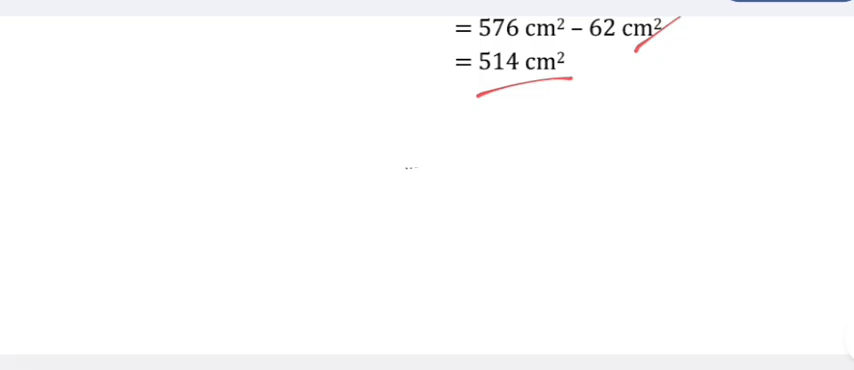 = 576 cm² – 62 cm²
= 514 cm²